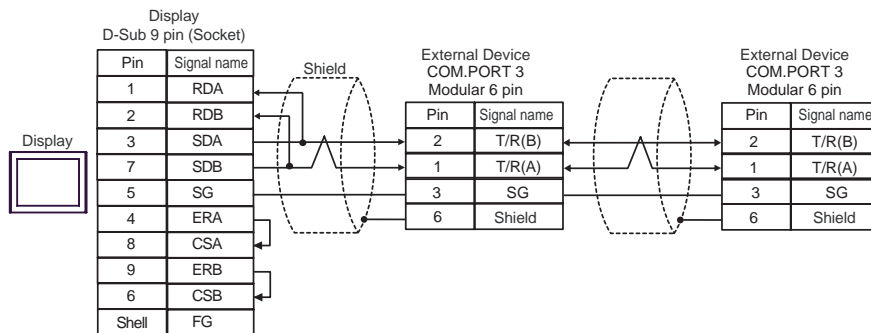 Display
D-Sub 9 pin (Socket)
Pin Signal name
1 RDA
2 RDB
3 SDA
7 SDB
5 SG
4 ERA
8 CSA
9 ERB
6 CSB
Shell FG
Display
Shield
External Device
COM.PORT 3
Modular 6 pin
Pin Signal name
2 T/R(B)
1 T/R(A)
3 SG
6 Shield
External Device
COM.PORT 3
Modular 6 pin
Pin Signal name
2 T/R(B)
1 T/R(A)
3 SG
6 Shield